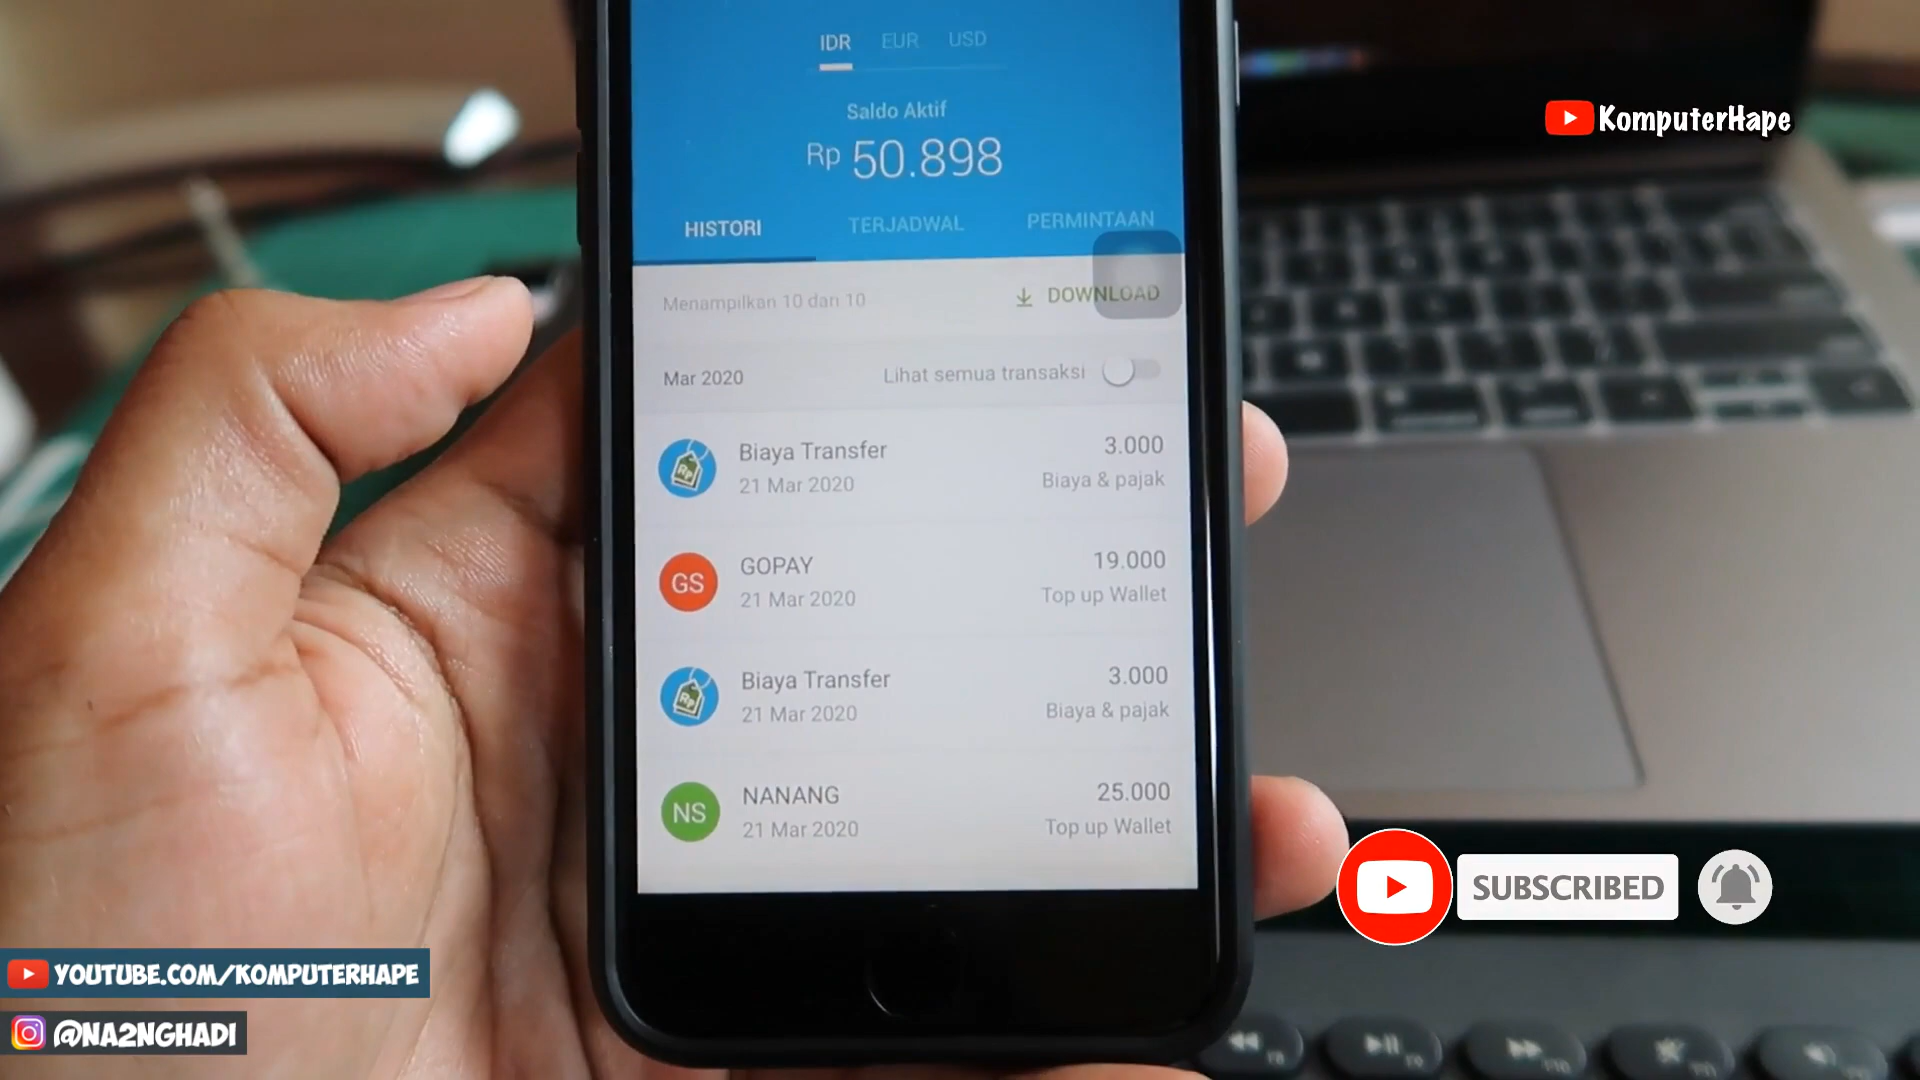 IDR EUR USD
Saldo Aktif
Rp 50.898
HISTORI TERJADWAL PERMINTAAN
Menampilkan 10 dari 10
DOWNLOAD
Mar 2020
Lihat semua transaksi
Biaya Transfer 3.000
21 Mar 2020 Biaya & pajak
GS
GOPAY 19.000
21 Mar 2020 Top up Wallet
Biaya Transfer 3.000
21 Mar 2020 Biaya & pajak
NS
NANANG 25.000
21 Mar 2020 Top up Wallet
KomputerHape
SUBSCRIBED
YOUTUBE.COM/KOMPUTERHAPE
@NA2NGHADI